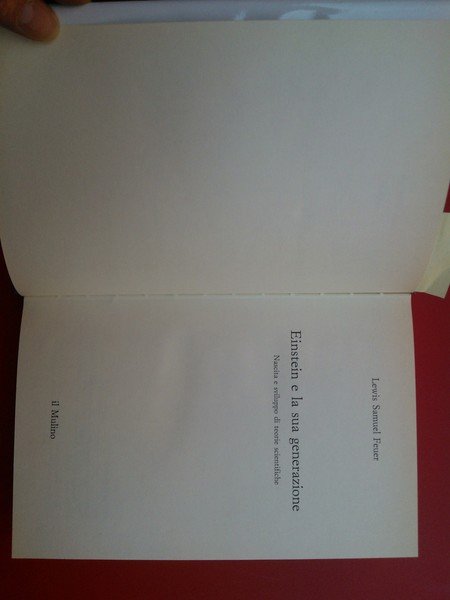 Lewis Samuel Feuer
Einstein e la sua generazione
Nascita e sviluppo di teorie scientifiche
il Mulino